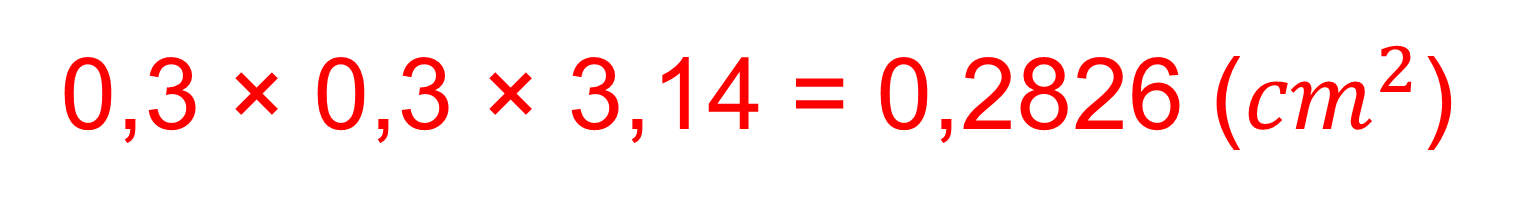 0,3 × 0,3 × 3,14 = 0,2826 (cm²)